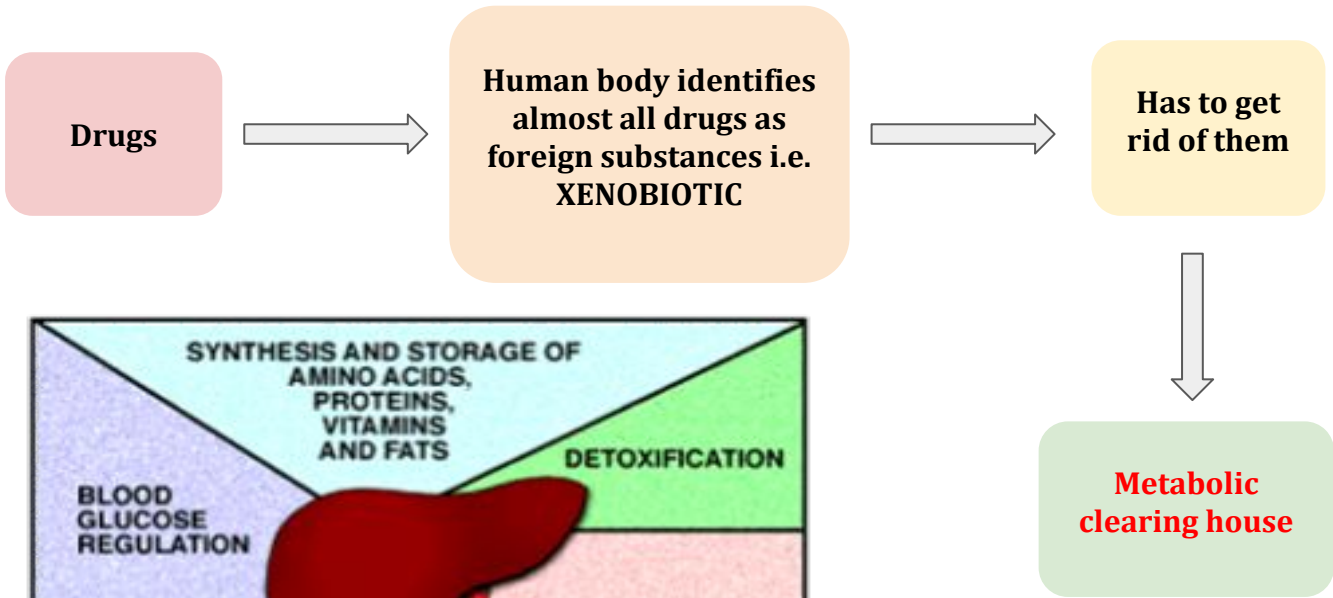 Drugs
Human body identifies
almost all drugs as
foreign substances i.e.
XENOBIOTIC
Has to get
rid of them
SYNTHESIS AND STORAGE OF
AMINO ACIDS,
PROTEINS,
VITAMINS
AND FATS
DETOXIFICATION
BLOOD
GLUCOSE
REGULATION
Metabolic
clearing house